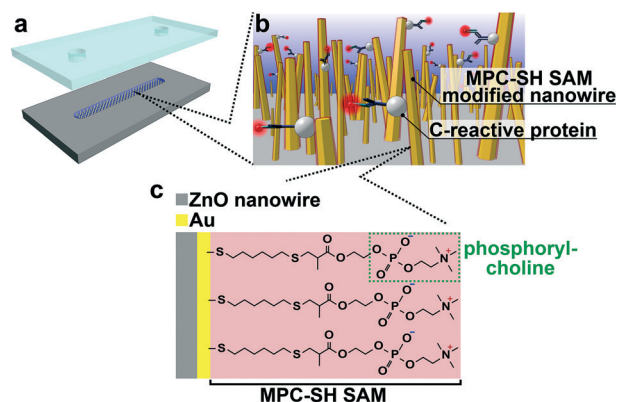 a
b
MPC-SH SAM
modified nanowire
C-reactive protein
c
ZnO nanowire
Au
phosphoryl-
choline
S S O O O P O O⁻ O N⁺
S S O O O P O O⁻ O N⁺
S S O O O P O O⁻ O N⁺
MPC-SH SAM